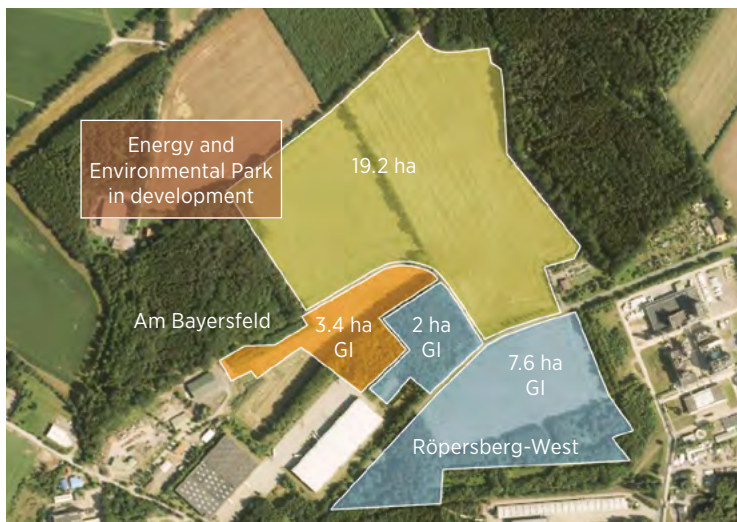 Energy and
Environmental Park
in development
19.2 ha
Am Bayersfeld
3.4 ha
GI
2 ha
GI
7.6 ha
GI
Röpersberg-West